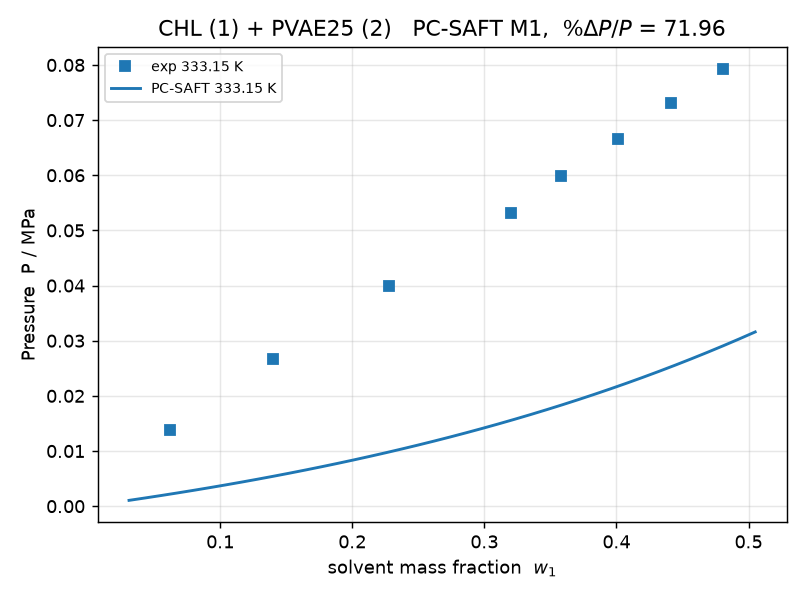 CHL (1) + PVAE25 (2)   PC-SAFT M1,  %ΔP/P = 71.96
exp 333.15 K
PC-SAFT 333.15 K
Pressure  P / MPa
0.08
0.07
0.06
0.05
0.04
0.03
0.02
0.01
0.00
0.1 0.2 0.3 0.4 0.5
solvent mass fraction  w₁